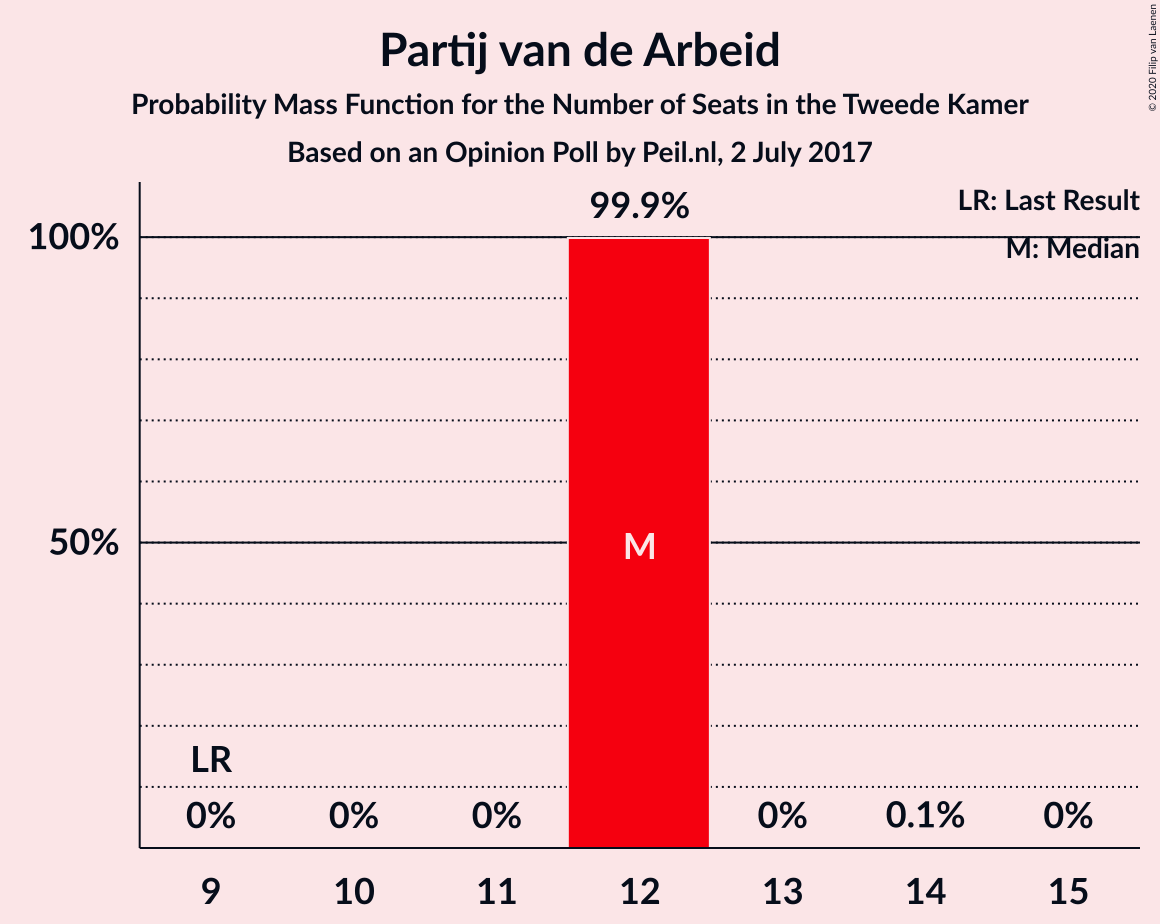 Partij van de Arbeid
Probability Mass Function for the Number of Seats in the Tweede Kamer
Based on an Opinion Poll by Peil.nl, 2 July 2017
© 2020 Filip van Laenen
LR: Last Result
M: Median
99.9%
100%
50%
M
LR
0% 0% 0% 0% 0.1% 0%
9 10 11 12 13 14 15